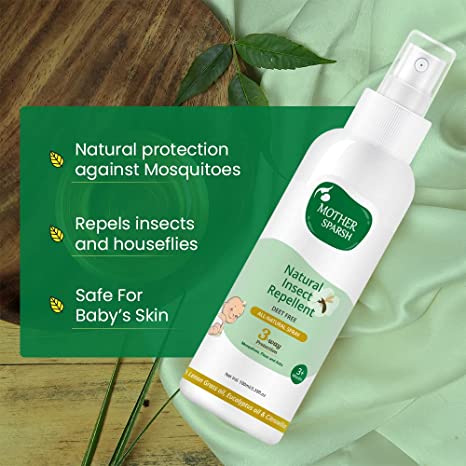 Natural protection
against Mosquitoes
Repels insects
and houseflies
Safe For
Baby's Skin
MOTHER
SPARSH
Natural
Insect
Repellent
DEET FREE
ALL-NATURAL SPRAY
3 way
Protection
Mosquitoes, Flies and
3+
Lemon Grass oil, Eucalyptus oil & Citronella